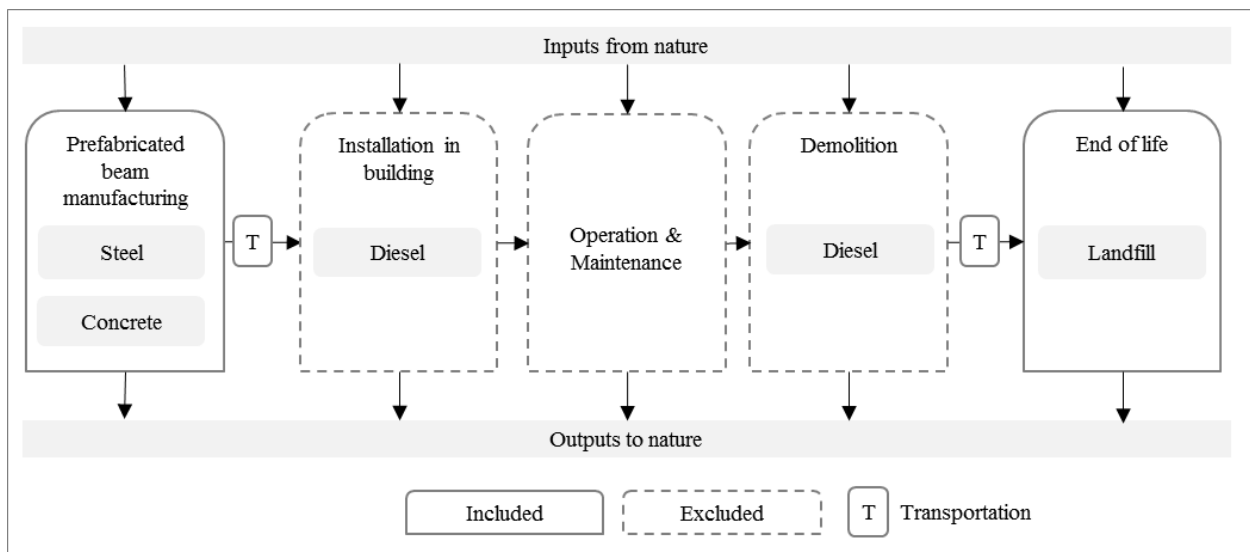 Inputs from nature
Prefabricated
beam
manufacturing
Steel
Concrete
T
Installation in
building
Diesel
Operation &
Maintenance
Demolition
Diesel
T
End of life
Landfill
Outputs to nature
Included
Excluded
T
Transportation